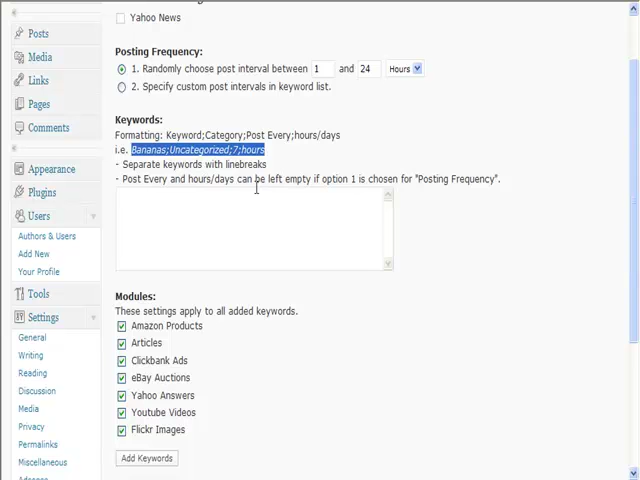 Posts
Media
Links
Pages
Comments
Appearance
Plugins
Users
Authors & Users
Add New
Your Profile
Tools
Settings
General
Writing
Reading
Discussion
Media
Privacy
Permalinks
Miscellaneous
Yahoo News
Posting Frequency:
1. Randomly choose post interval between 1 and 24 Hours
2. Specify custom post intervals in keyword list.
Keywords:
Formatting: Keyword;Category;Post Every;hours/days
i.e. Bananas;Uncategorized;7;hours
- Separate keywords with linebreaks
- Post Every and hours/days can be left empty if option 1 is chosen for "Posting Frequency".
Modules:
These settings apply to all added keywords.
Amazon Products
Articles
Clickbank Ads
eBay Auctions
Yahoo Answers
Youtube Videos
Flickr Images
Add Keywords